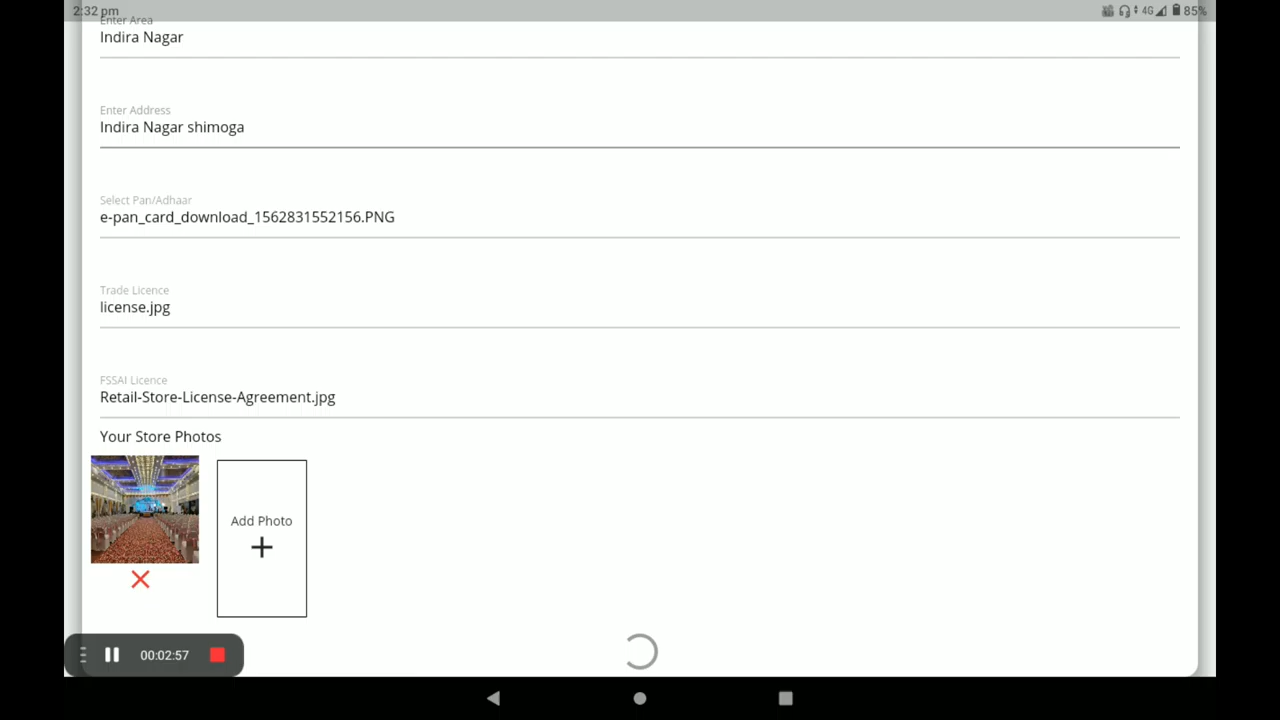 2:32 pm
4G 85%
Enter Area
Indira Nagar
Enter Address
Indira Nagar shimoga
Select Pan/Adhaar
e-pan_card_download_1562831552156.PNG
Trade Licence
license.jpg
FSSAI Licence
Retail-Store-License-Agreement.jpg
Your Store Photos
Add Photo
00:02:57